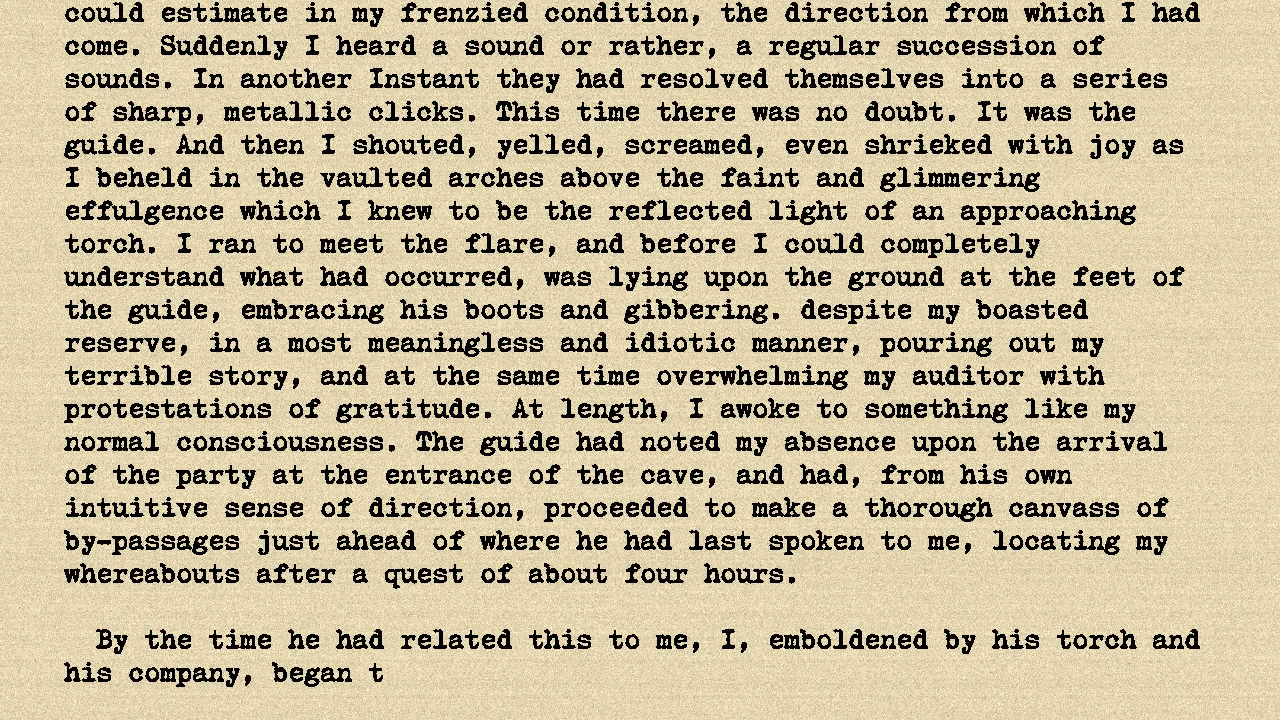 could estimate in my frenzied condition, the direction from which I had
come. Suddenly I heard a sound or rather, a regular succession of
sounds. In another Instant they had resolved themselves into a series
of sharp, metallic clicks. This time there was no doubt. It was the
guide. And then I shouted, yelled, screamed, even shrieked with joy as
I beheld in the vaulted arches above the faint and glimmering
effulgence which I knew to be the reflected light of an approaching
torch. I ran to meet the flare, and before I could completely
understand what had occurred, was lying upon the ground at the feet of
the guide, embracing his boots and gibbering. despite my boasted
reserve, in a most meaningless and idiotic manner, pouring out my
terrible story, and at the same time overwhelming my auditor with
protestations of gratitude. At length, I awoke to something like my
normal consciousness. The guide had noted my absence upon the arrival
of the party at the entrance of the cave, and had, from his own
intuitive sense of direction, proceeded to make a thorough canvass of
by-passages just ahead of where he had last spoken to me, locating my
whereabouts after a quest of about four hours.
By the time he had related this to me, I, emboldened by his torch and
his company, began t